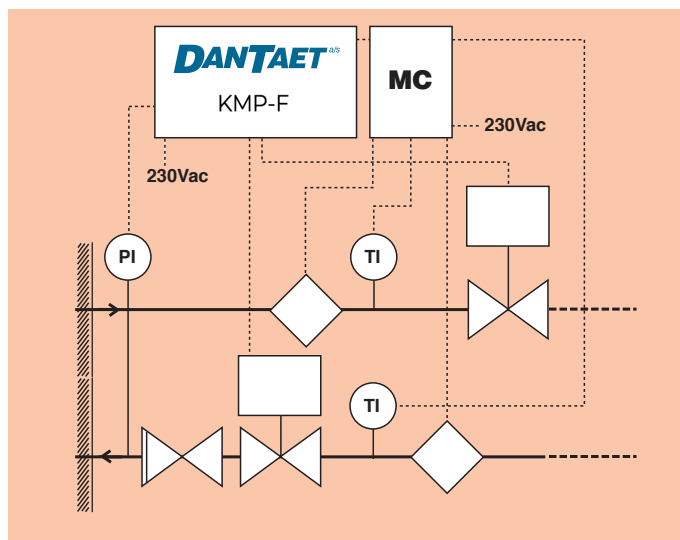 DANTAET a/s
MC
KMP-F
230Vac
230Vac
PI
TI
TI